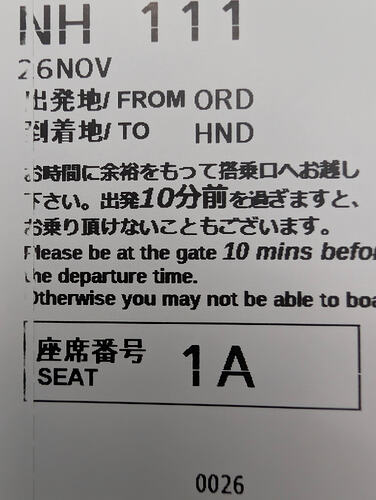 NH 111
26NOV
出発地/ FROM ORD
到着地/ TO HND
お時間に余裕をもって搭乗口へお越し
下さい。出発10分前を過ぎますと、
お乗り頂けないこともございます。
Please be at the gate 10 mins befo
the departure time.
Otherwise you may not be able to boa
座席番号
SEAT 1A
0026